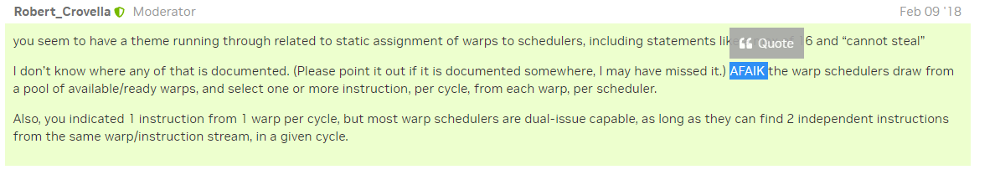 Robert_Crovella Moderator Feb 09 '18
you seem to have a theme running through related to static assignment of warps to schedulers, including statements lik Quote 16 and “cannot steal”
I don’t know where any of that is documented. (Please point it out if it is documented somewhere, I may have missed it.) AFAIK the warp schedulers draw from
a pool of available/ready warps, and select one or more instruction, per cycle, from each warp, per scheduler.
Also, you indicated 1 instruction from 1 warp per cycle, but most warp schedulers are dual-issue capable, as long as they can find 2 independent instructions
from the same warp/instruction stream, in a given cycle.